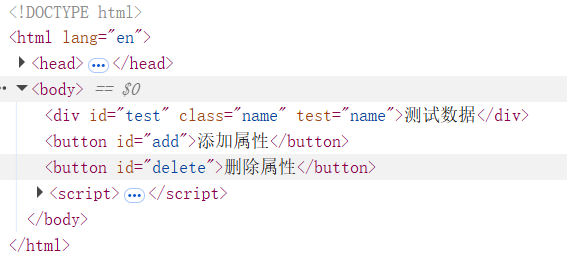 <!DOCTYPE html>
<html lang="en">
<head> ••• </head>
••• <body> == $0
<div id="test" class="name" test="name">测试数据</div>
<button id="add">添加属性</button>
<button id="delete">删除属性</button>
<script> ••• </script>
</body>
</html>